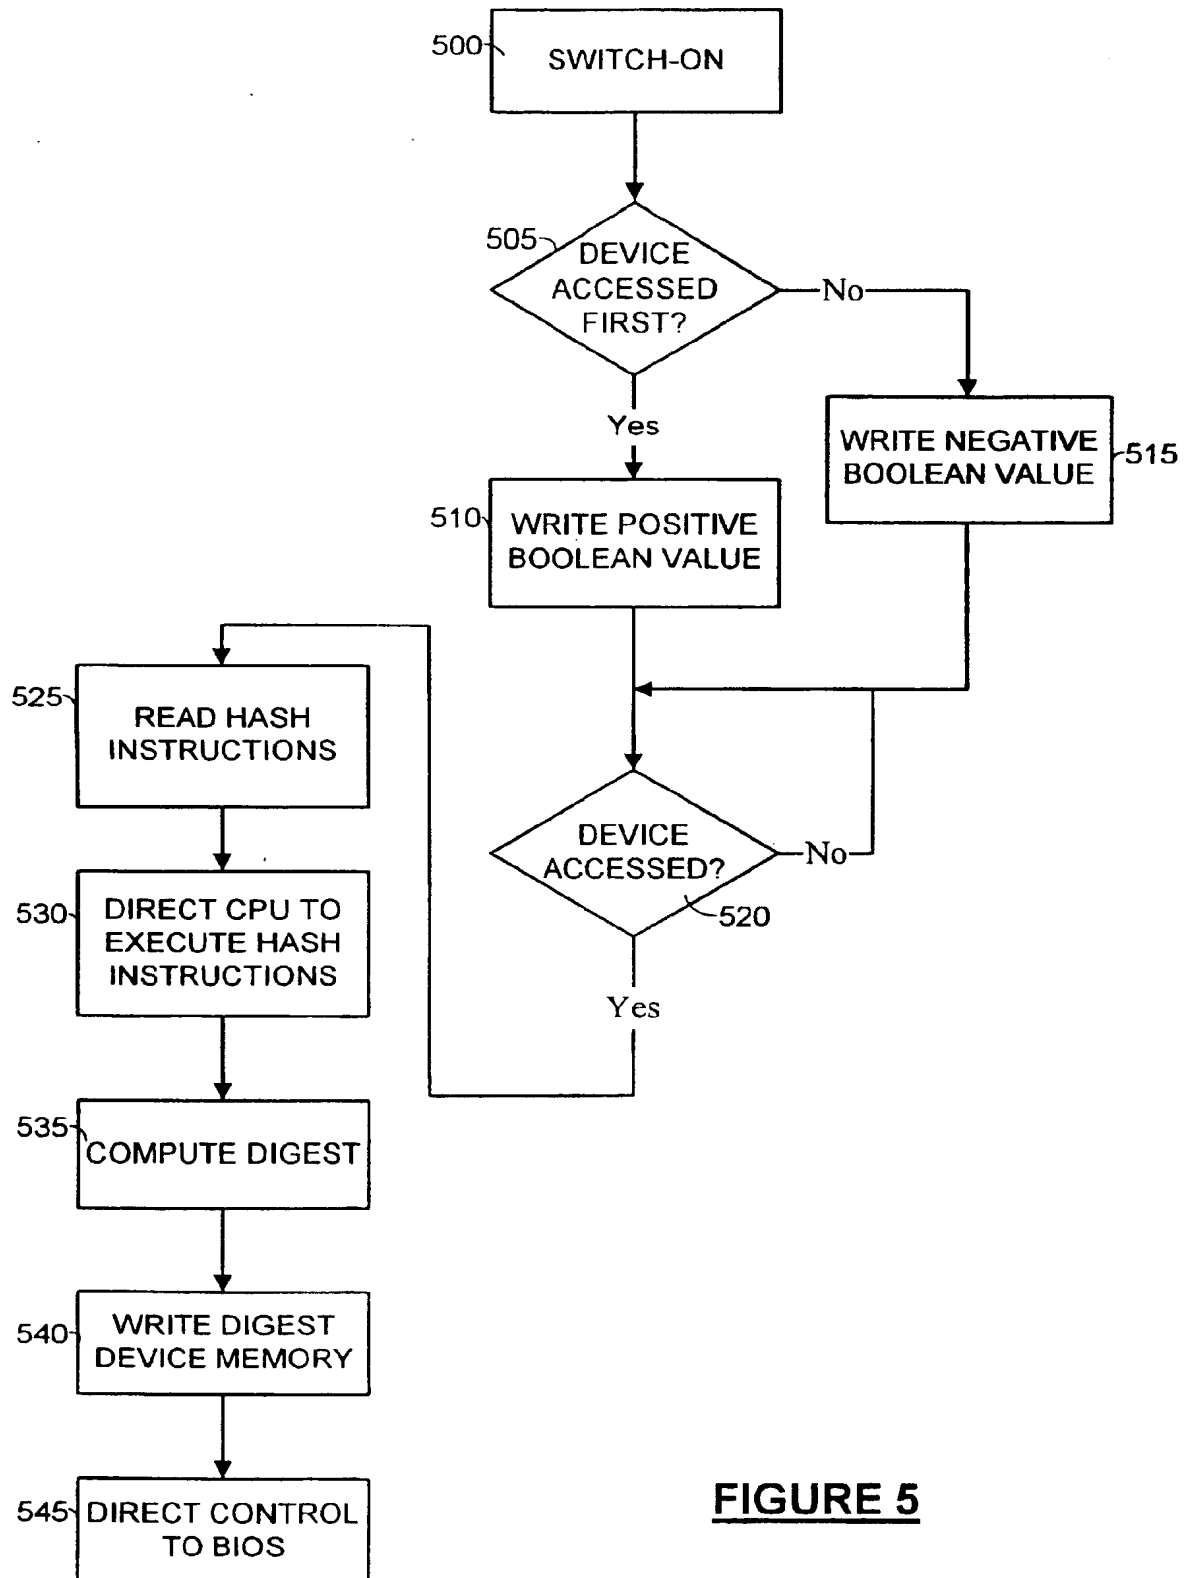 500
SWITCH-ON
505
DEVICE
ACCESSED
FIRST?
No
Yes
WRITE NEGATIVE
BOOLEAN VALUE
515
510
WRITE POSITIVE
BOOLEAN VALUE
DEVICE
ACCESSED?
No
520
Yes
525
READ HASH
INSTRUCTIONS
530
DIRECT CPU TO
EXECUTE HASH
INSTRUCTIONS
535
COMPUTE DIGEST
540
WRITE DIGEST
DEVICE MEMORY
545
DIRECT CONTROL
TO BIOS
FIGURE 5